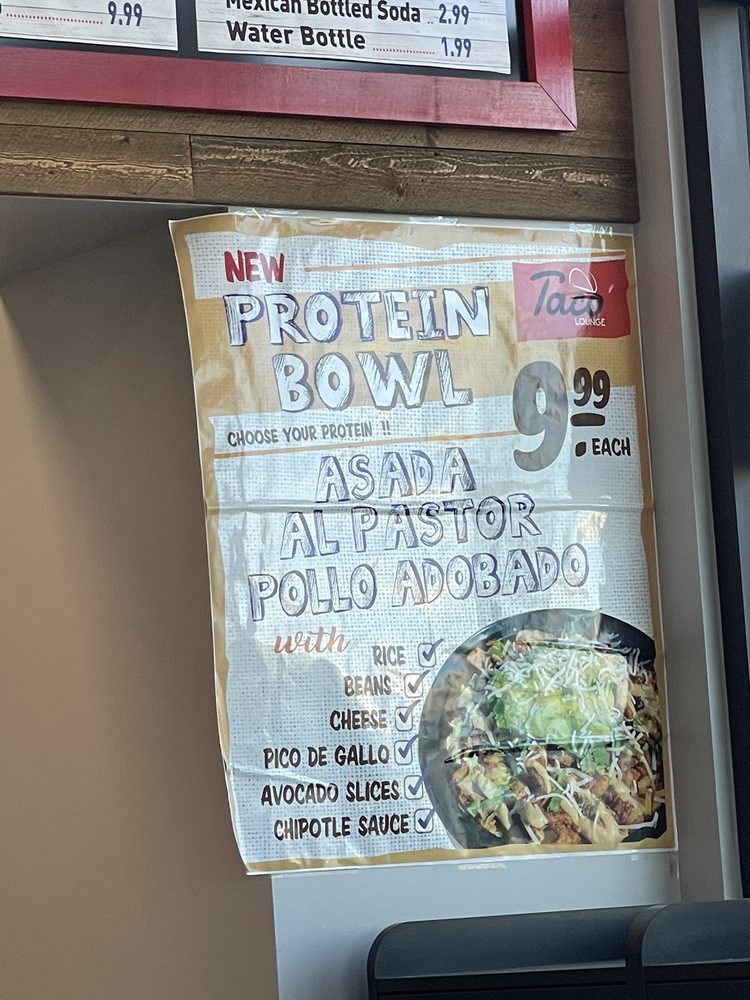 9.99
Mexican Bottled Soda .. 2.99
Water Bottle ................ 1.99
NEW
PROTEIN
BOWL
Taco
LOUNGE
9.99
EACH
CHOOSE YOUR PROTEIN !!
ASADA
AL PASTOR
POLLO ADOBADO
with
RICE
BEANS
CHEESE
PICO DE GALLO
AVOCADO SLICES
CHIPOTLE SAUCE